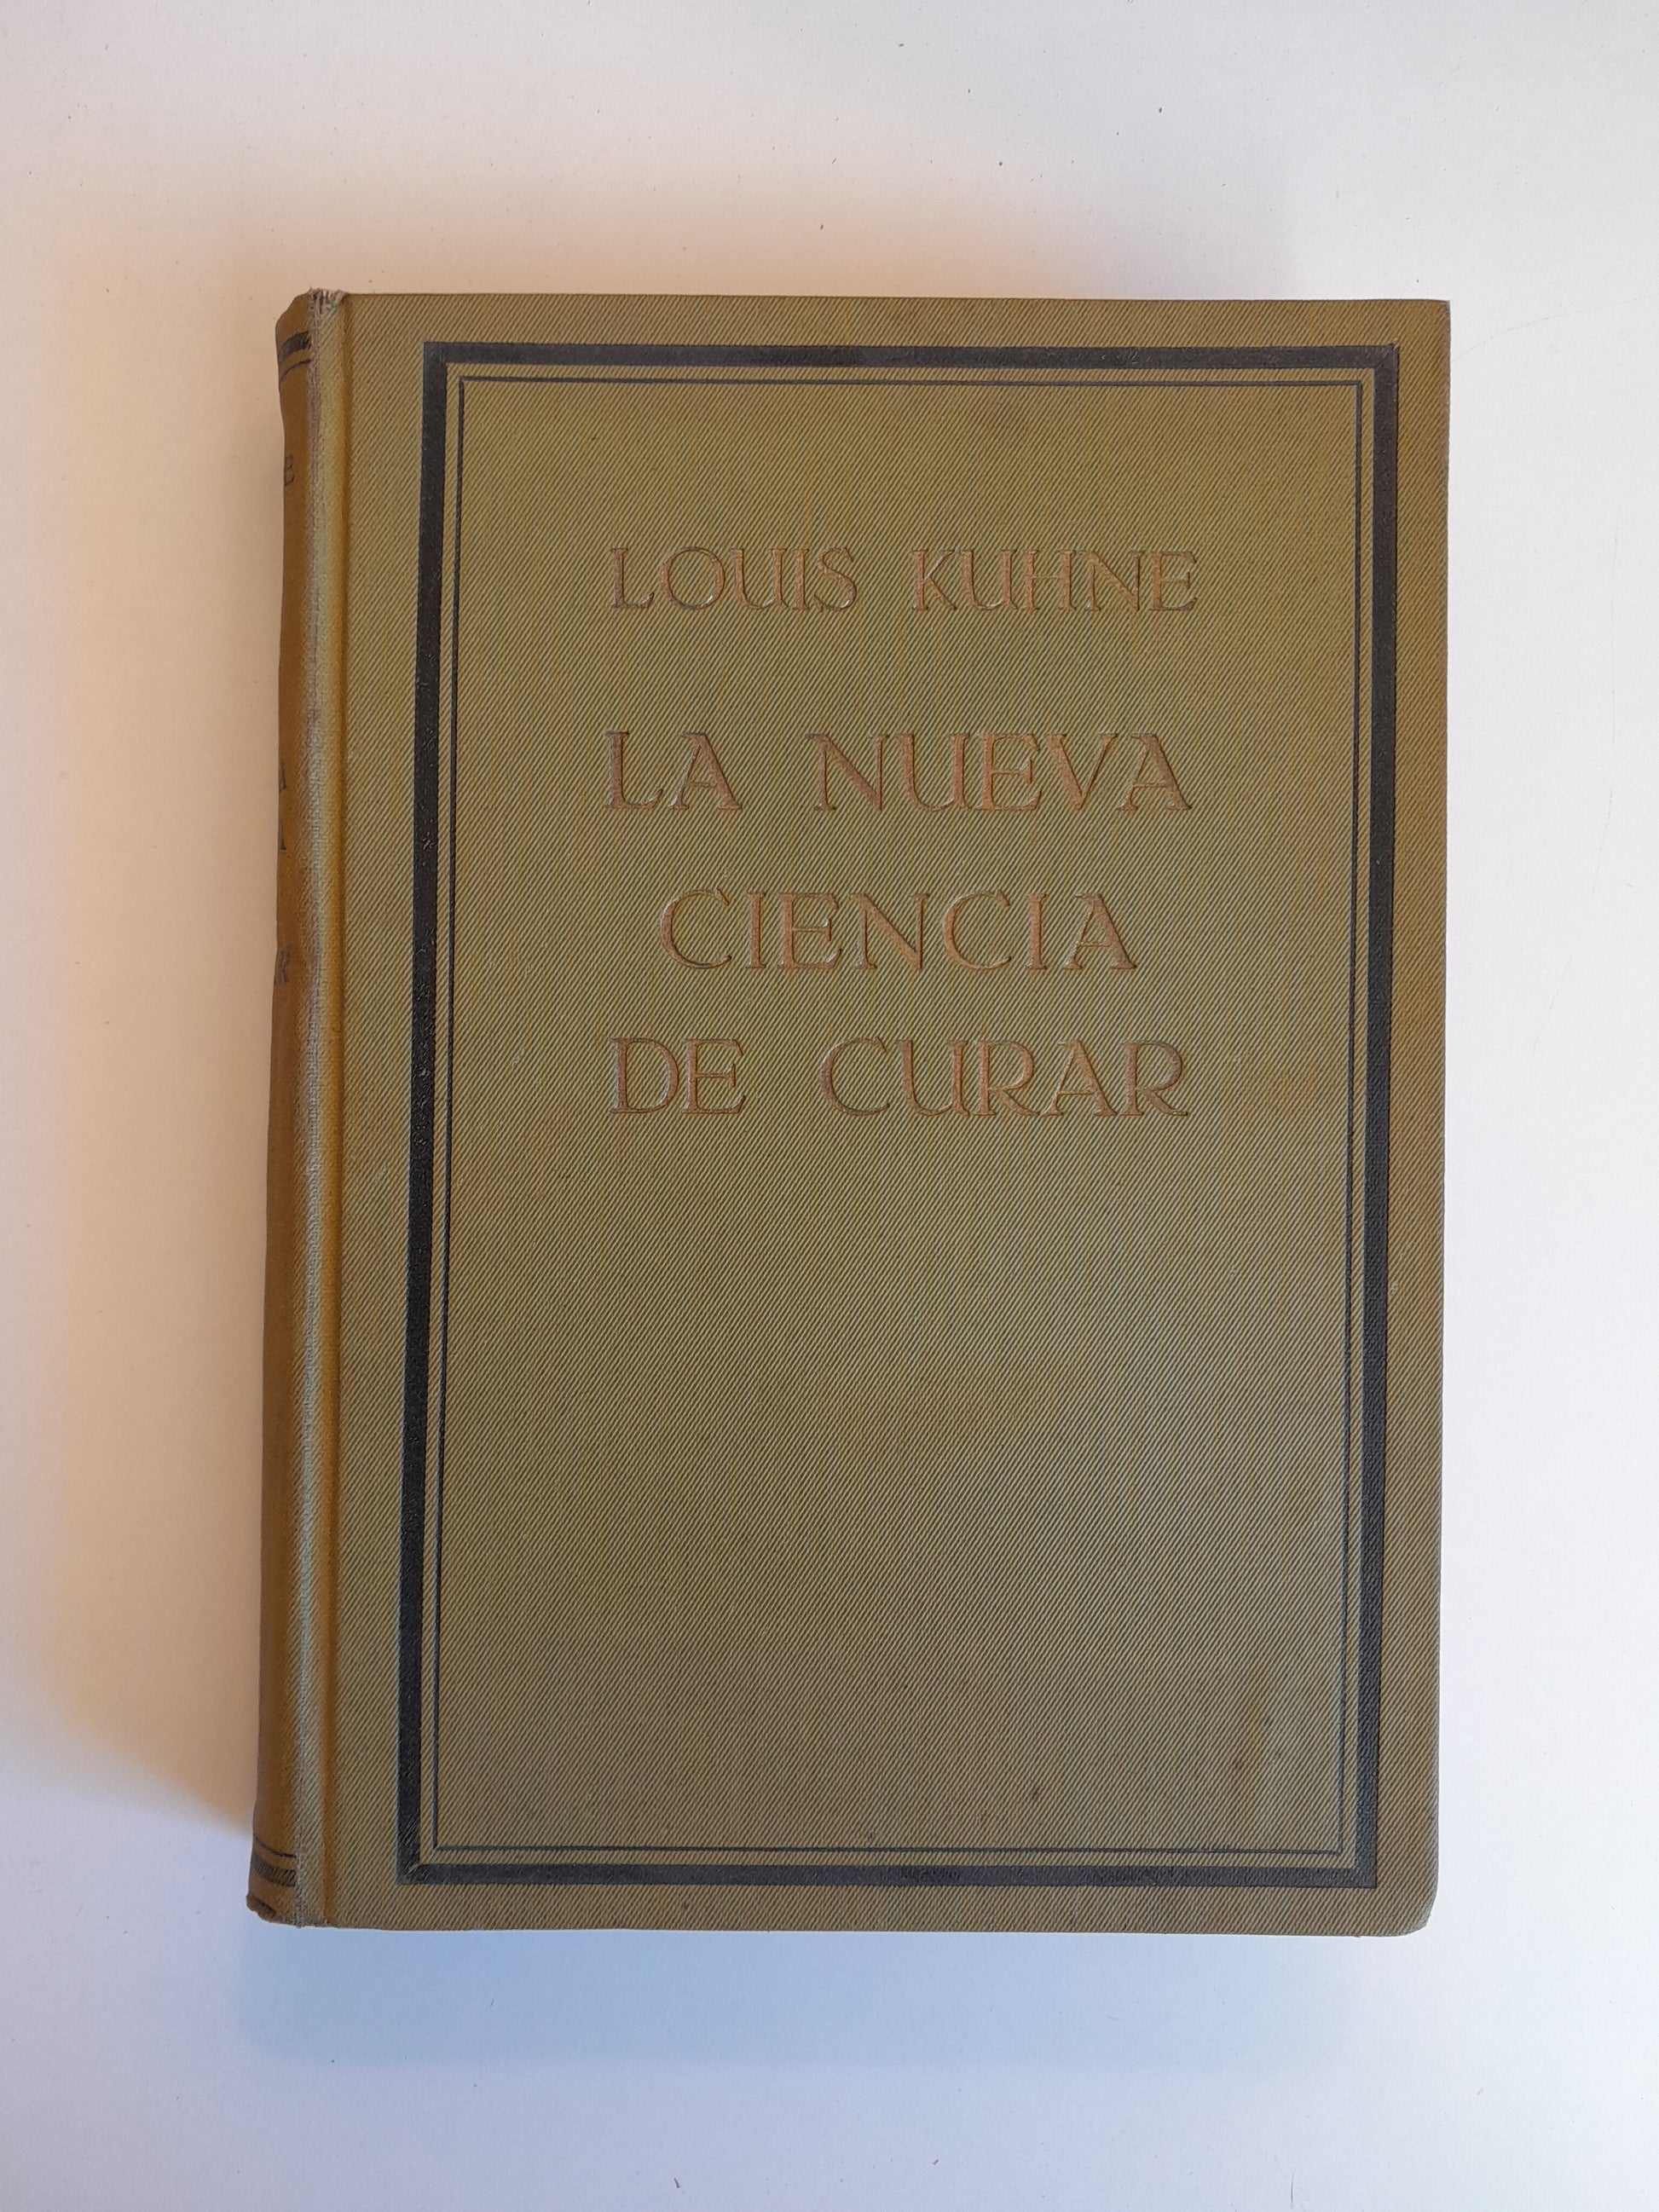 LOUIS KUHNE
LA NUEVA
CIENCIA
DE CURAR